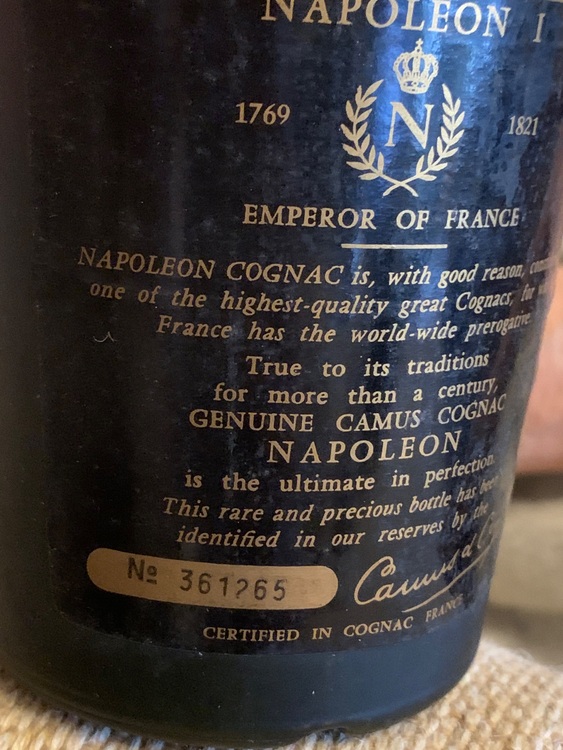 NAPOLEON I
1769 N 1821
EMPEROR OF FRANCE
NAPOLEON COGNAC is, with good reason,
one of the highest-quality great Cognacs, for
France has the world-wide prerogative.
True to its traditions
for more than a century,
GENUINE CAMUS COGNAC
NAPOLEON
is the ultimate in perfection.
This rare and precious bottle has been
identified in our reserves by the
Nº 361265
Camus
CERTIFIED IN COGNAC FRANCE